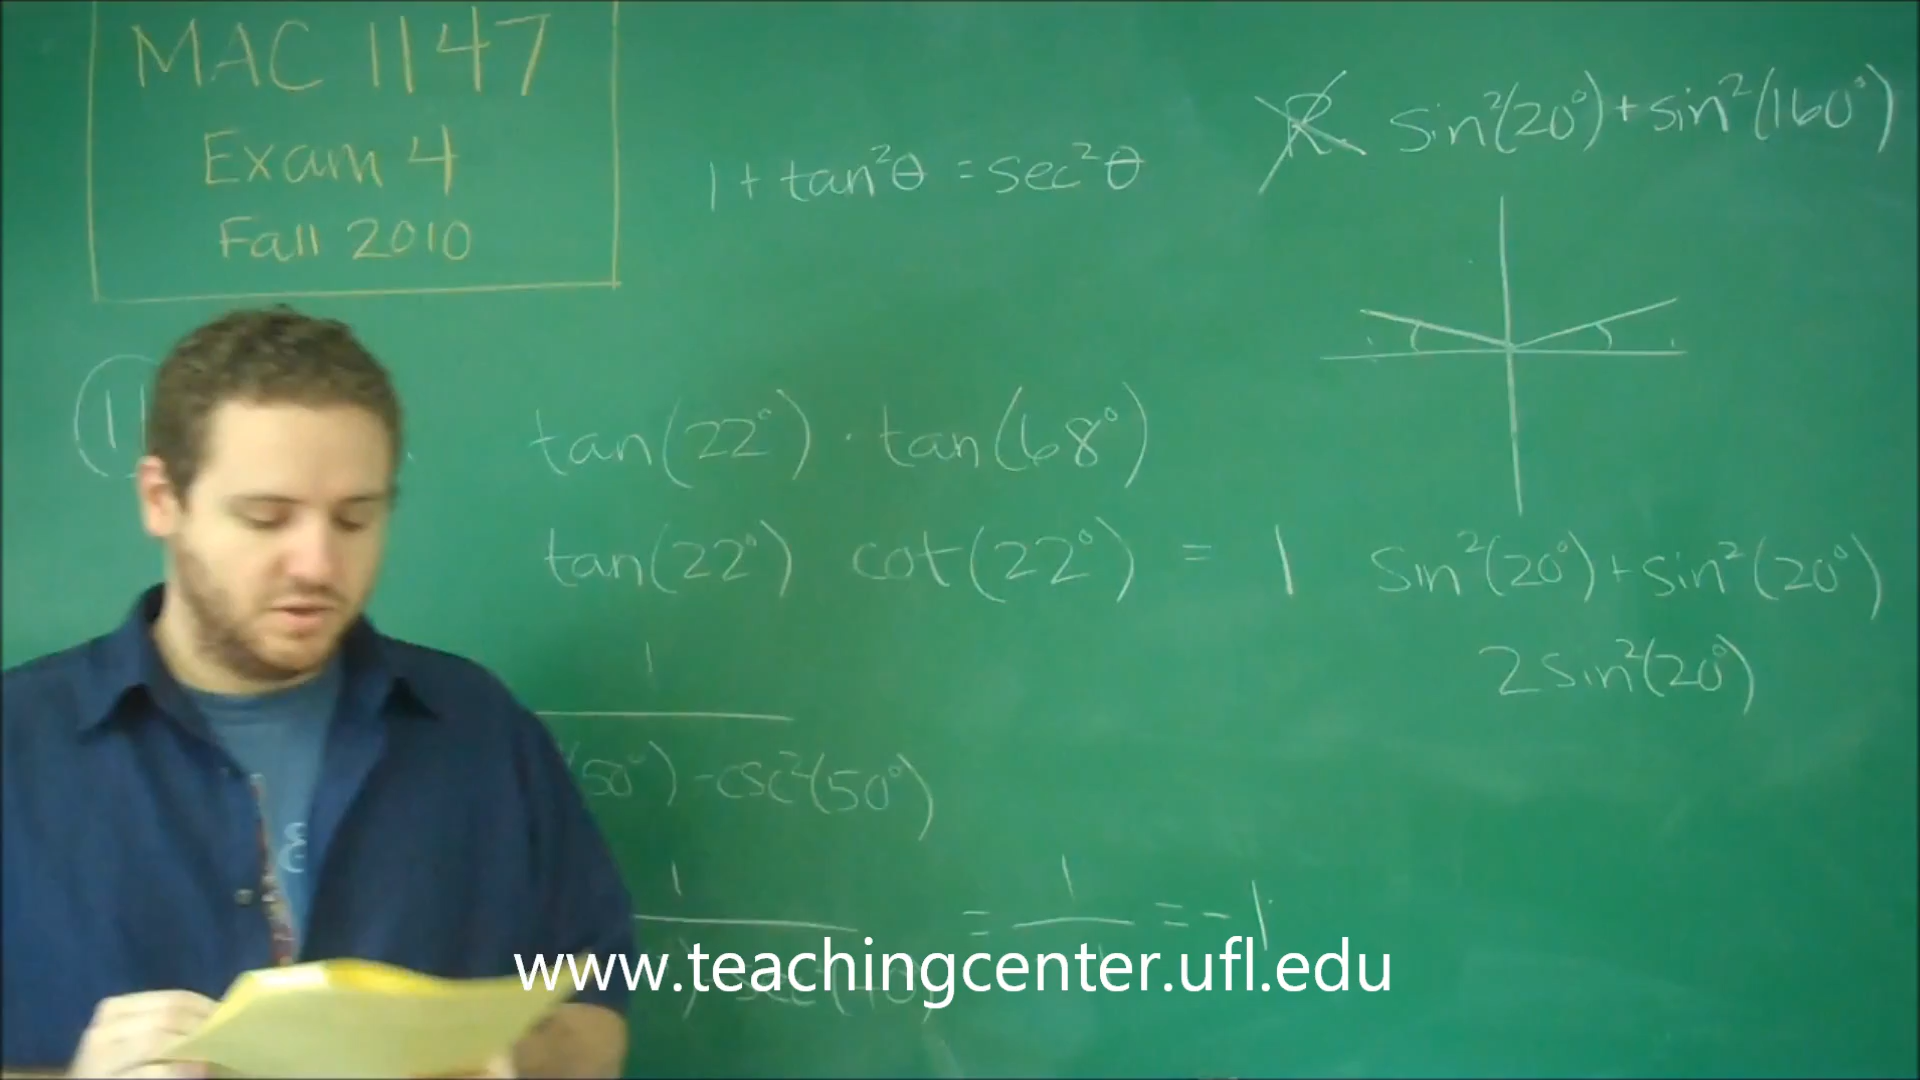 MAC 1147
Exam 4
Fall 2010
1 + tan²θ = sec²θ
R sin²(20°) + sin²(160°)
tan(22°) · tan(68°)
tan(22°) cot(22°) = 1
sin²(20°) + sin²(20°)
2 sin²(20°)
1
(50°) - csc²(50°)
1
= 1 = -1
www.teachingcenter.ufl.edu